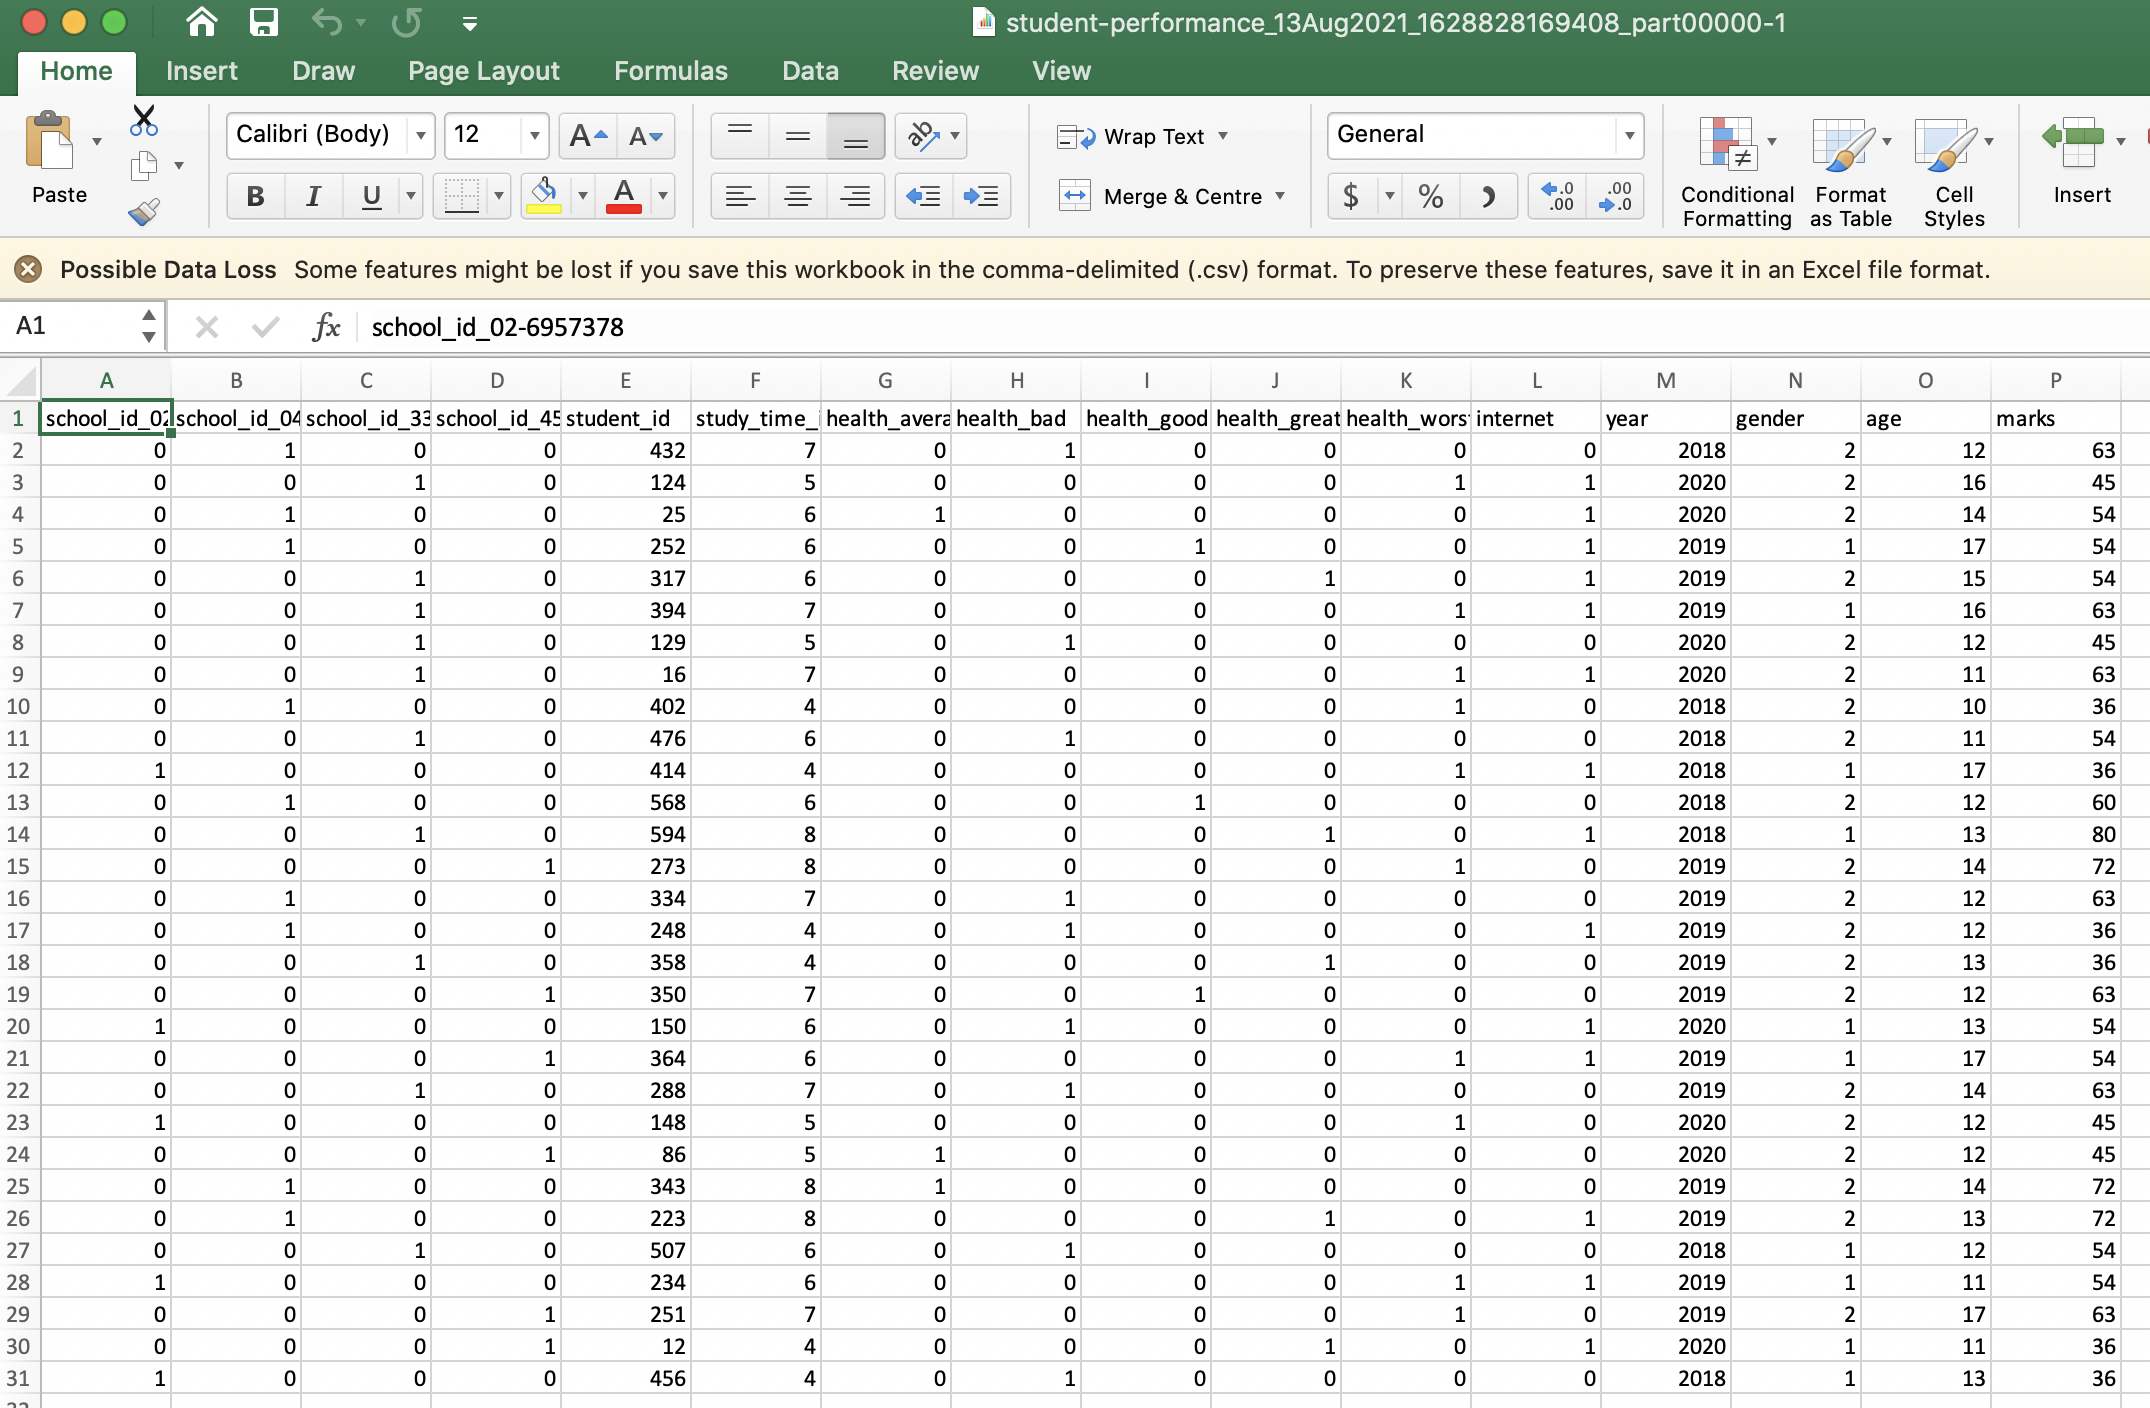 student-performance_13Aug2021_1628828169408_part00000-1
Home Insert Draw Page Layout Formulas Data Review View
Paste
Calibri (Body) 12 A A
Wrap Text
General
B I U A
Merge & Centre
$ % .0 .00 .00 .0
Conditional Formatting
Format as Table
Cell Styles
Insert
Possible Data Loss Some features might be lost if you save this workbook in the comma-delimited (.csv) format. To preserve these features, save it in an Excel file format.
A1 fx school_id_02-6957378
A B C D E F G H I J K L M N O P
1 school_id_02 school_id_04 school_id_33 school_id_45 student_id study_time_ health_avera health_bad health_good health_great health_wors internet year gender age marks
2 0 1 0 0 432 7 0 1 0 0 0 0 2018 2 12 63
3 0 0 1 0 124 5 0 0 0 0 1 1 2020 2 16 45
4 0 1 0 0 25 6 1 0 0 0 0 1 2020 2 14 54
5 0 1 0 0 252 6 0 0 1 0 0 1 2019 1 17 54
6 0 0 1 0 317 6 0 0 0 1 0 1 2019 2 15 54
7 0 0 1 0 394 7 0 0 0 0 1 1 2019 1 16 63
8 0 0 1 0 129 5 0 1 0 0 0 0 2020 2 12 45
9 0 0 1 0 16 7 0 0 0 0 1 1 2020 2 11 63
10 0 1 0 0 402 4 0 0 0 0 1 0 2018 2 10 36
11 0 0 1 0 476 6 0 1 0 0 0 0 2018 2 11 54
12 1 0 0 0 414 4 0 0 0 0 1 1 2018 1 17 36
13 0 1 0 0 568 6 0 0 1 0 0 0 2018 2 12 60
14 0 0 1 0 594 8 0 0 0 1 0 1 2018 1 13 80
15 0 0 0 1 273 8 0 0 0 0 1 0 2019 2 14 72
16 0 1 0 0 334 7 0 1 0 0 0 0 2019 2 12 63
17 0 1 0 0 248 4 0 1 0 0 0 1 2019 2 12 36
18 0 0 1 0 358 4 0 0 0 1 0 0 2019 2 13 36
19 0 0 0 1 350 7 0 0 1 0 0 0 2019 2 12 63
20 1 0 0 0 150 6 0 1 0 0 0 1 2020 1 13 54
21 0 0 0 1 364 6 0 0 0 0 1 1 2019 1 17 54
22 0 0 1 0 288 7 0 1 0 0 0 0 2019 2 14 63
23 1 0 0 0 148 5 0 0 0 0 1 0 2020 2 12 45
24 0 0 0 1 86 5 1 0 0 0 0 0 2020 2 12 45
25 0 1 0 0 343 8 1 0 0 0 0 0 2019 2 14 72
26 0 1 0 0 223 8 0 0 0 1 0 1 2019 2 13 72
27 0 0 1 0 507 6 0 1 0 0 0 0 2018 1 12 54
28 1 0 0 0 234 6 0 0 0 0 1 1 2019 1 11 54
29 0 0 0 1 251 7 0 0 0 0 1 0 2019 2 17 63
30 0 0 0 1 12 4 0 0 0 1 0 1 2020 1 11 36
31 1 0 0 0 456 4 0 1 0 0 0 0 2018 1 13 36